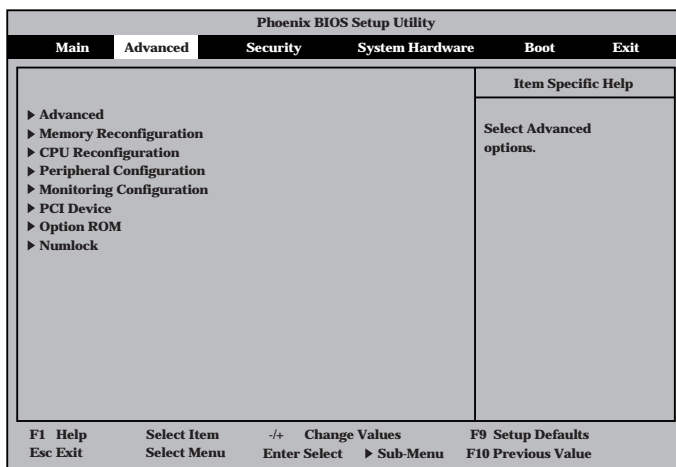 Phoenix BIOS Setup Utility
Main Advanced Security System Hardware Boot Exit
Item Specific Help
Select Advanced
options.
▶ Advanced
▶ Memory Reconfiguration
▶ CPU Reconfiguration
▶ Peripheral Configuration
▶ Monitoring Configuration
▶ PCI Device
▶ Option ROM
▶ Numlock
F1 Help Select Item -/+ Change Values F9 Setup Defaults
Esc Exit Select Menu Enter Select ▶ Sub-Menu F10 Previous Value